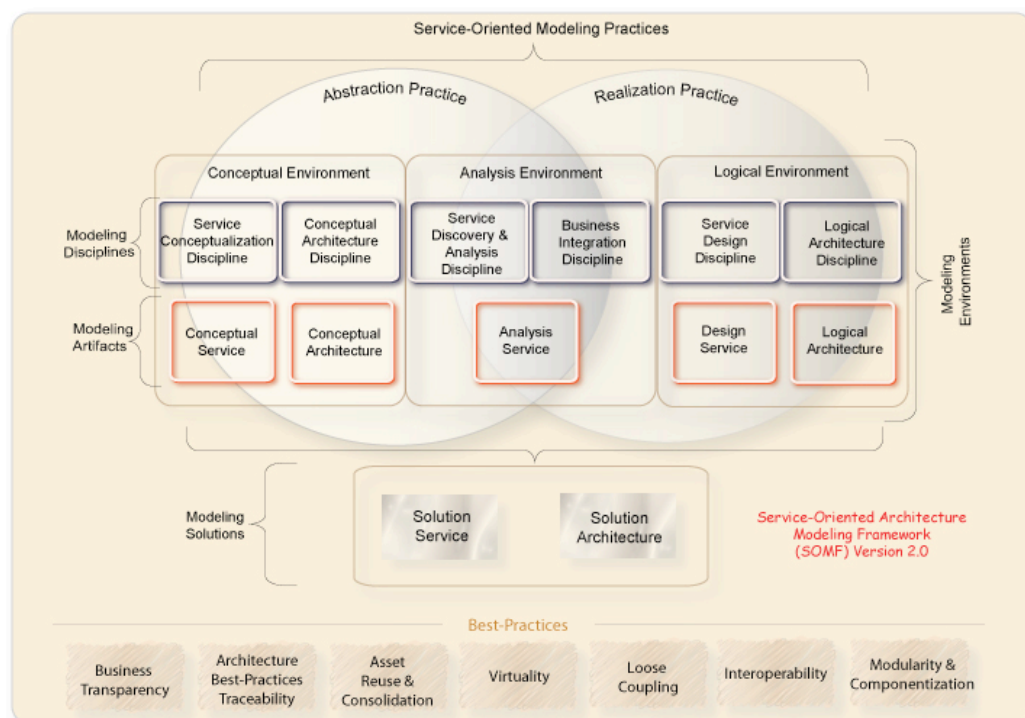 Service-Oriented Modeling Practices
Abstraction Practice
Realization Practice
Conceptual Environment
Analysis Environment
Logical Environment
Modeling
Disciplines
Service
Conceptualization
Discipline
Conceptual
Architecture
Discipline
Service
Discovery &
Analysis
Discipline
Business
Integration
Discipline
Service
Design
Discipline
Logical
Architecture
Discipline
Modeling
Environments
Modeling
Artifacts
Conceptual
Service
Conceptual
Architecture
Analysis
Service
Design
Service
Logical
Architecture
Modeling
Solutions
Solution
Service
Solution
Architecture
Service-Oriented Architecture
Modeling Framework
(SOMF) Version 2.0
Best-Practices
Business
Transparency
Architecture
Best-Practices
Traceability
Asset
Reuse &
Consolidation
Virtuality
Loose
Coupling
Interoperability
Modularity &
Componentization